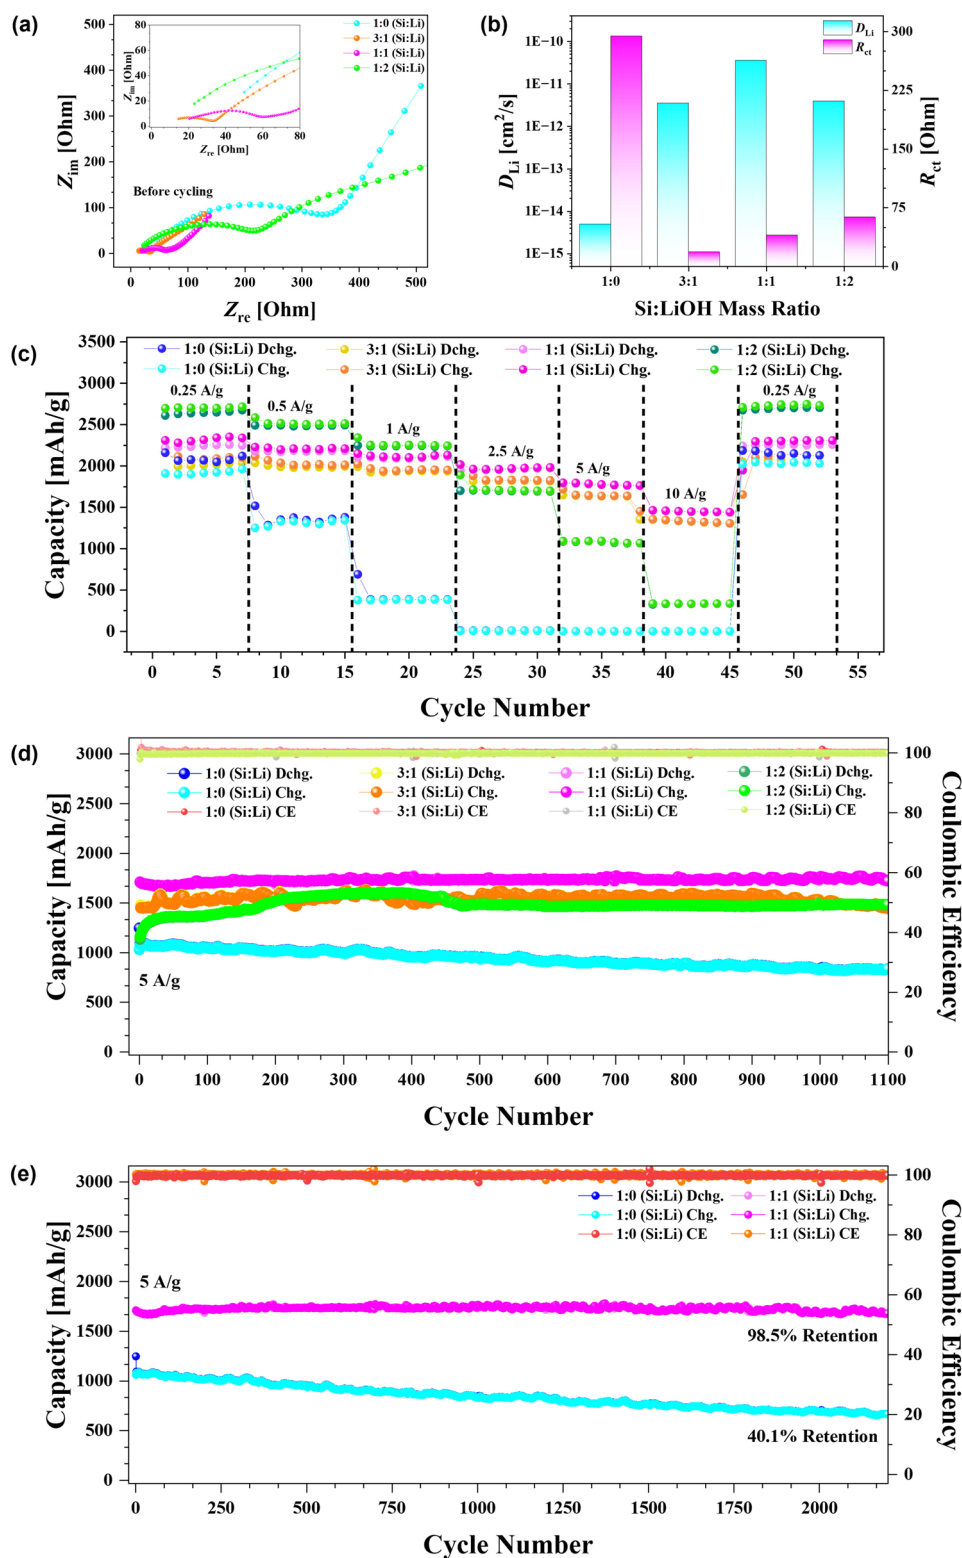 (a)
500
400
300
200
100
0
Zim [Ohm]
80
60
40
20
0
Zim [Ohm]
0 20 40 60 80
Zre [Ohm]
1:0 (Si:Li)
3:1 (Si:Li)
1:1 (Si:Li)
1:2 (Si:Li)
Before cycling
0 100 200 300 400 500
Zre [Ohm]
(b)
1E-10
1E-11
1E-12
1E-13
1E-14
1E-15
DLi [cm²/s]
DLi
Rct
300
225
150
75
0
Rct [Ohm]
1:0 3:1 1:1 1:2
Si:LiOH Mass Ratio
(c)
3500
3000
2500
2000
1500
1000
500
0
Capacity [mAh/g]
1:0 (Si:Li) Dchg. 3:1 (Si:Li) Dchg. 1:1 (Si:Li) Dchg. 1:2 (Si:Li) Dchg.
1:0 (Si:Li) Chg. 3:1 (Si:Li) Chg. 1:1 (Si:Li) Chg. 1:2 (Si:Li) Chg.
0.25 A/g 0.5 A/g 1 A/g 2.5 A/g 5 A/g 10 A/g 0.25 A/g
0 5 10 15 20 25 30 35 40 45 50 55
Cycle Number
(d)
3000
2500
2000
1500
1000
500
0
Capacity [mAh/g]
1:0 (Si:Li) Dchg. 3:1 (Si:Li) Dchg. 1:1 (Si:Li) Dchg. 1:2 (Si:Li) Dchg.
1:0 (Si:Li) Chg. 3:1 (Si:Li) Chg. 1:1 (Si:Li) Chg. 1:2 (Si:Li) Chg.
1:0 (Si:Li) CE 3:1 (Si:Li) CE 1:1 (Si:Li) CE 1:2 (Si:Li) CE
5 A/g
100
80
60
40
20
0
Coulombic Efficiency
0 100 200 300 400 500 600 700 800 900 1000 1100
Cycle Number
(e)
3000
2500
2000
1500
1000
500
0
Capacity [mAh/g]
1:0 (Si:Li) Dchg. 1:1 (Si:Li) Dchg.
1:0 (Si:Li) Chg. 1:1 (Si:Li) Chg.
1:0 (Si:Li) CE 1:1 (Si:Li) CE
5 A/g
98.5% Retention
40.1% Retention
100
80
60
40
20
0
Coulombic Efficiency
0 250 500 750 1000 1250 1500 1750 2000
Cycle Number